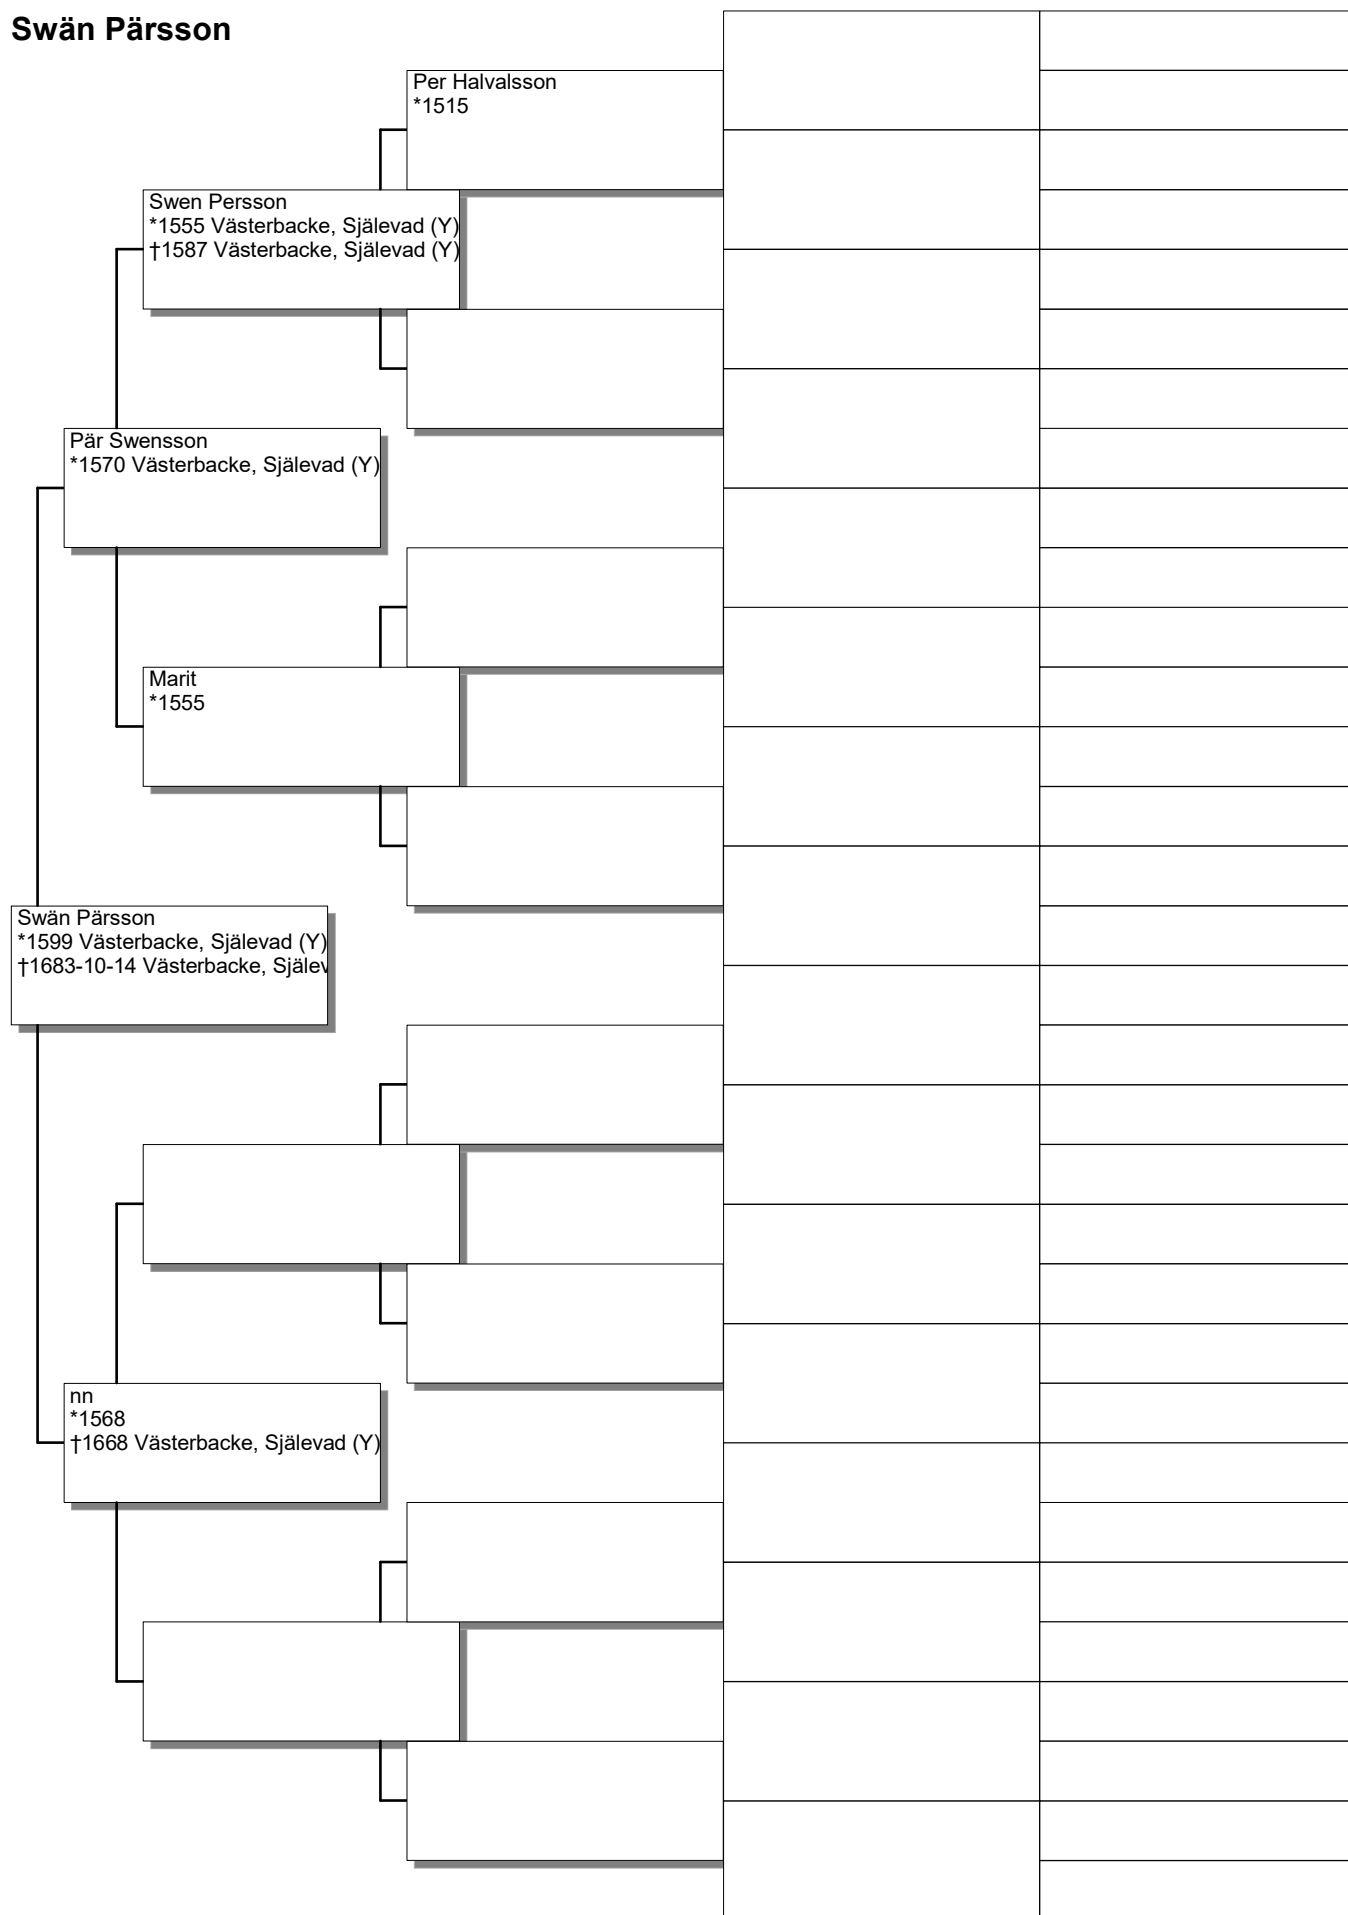 Swän Pärsson
Per Halvalsson
*1515
Swen Persson
*1555 Västerbacke, Själevad (Y)
†1587 Västerbacke, Själevad (Y)
Pär Swensson
*1570 Västerbacke, Själevad (Y)
Marit
*1555
Swän Pärsson
*1599 Västerbacke, Själevad (Y)
†1683-10-14 Västerbacke, Själev
nn
*1568
†1668 Västerbacke, Själevad (Y)